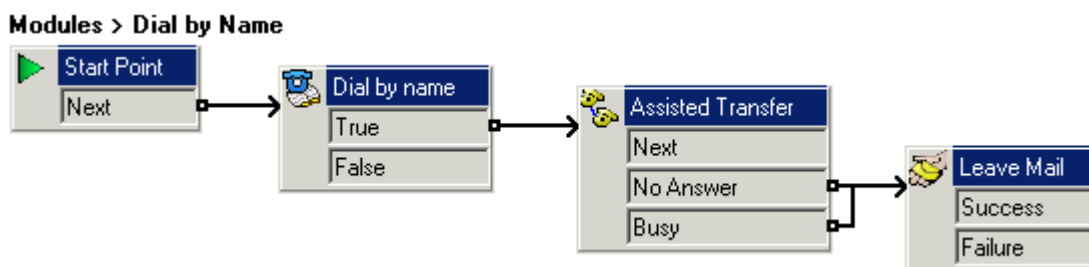 Modules > Dial by Name
Start Point
Next
Dial by name
True
False
Assisted Transfer
Next
No Answer
Busy
Leave Mail
Success
Failure